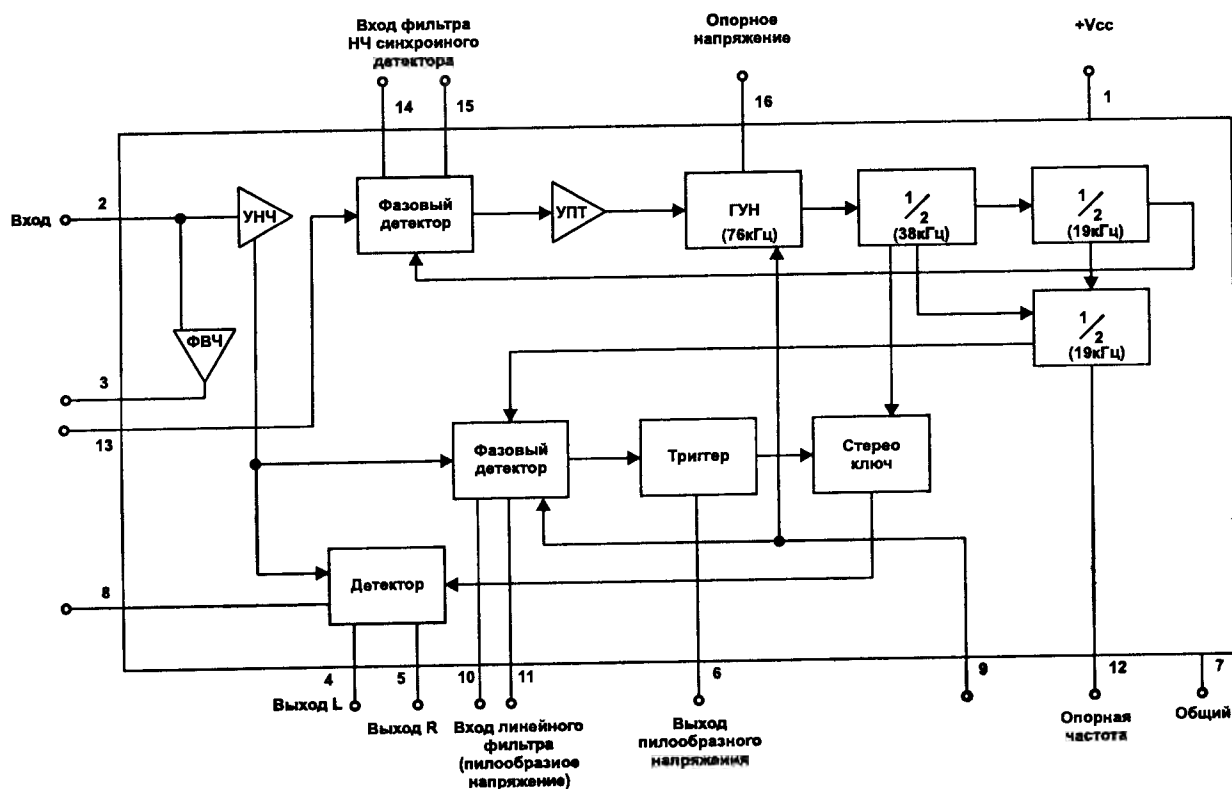 Вход фильтра
НЧ синхроиного
детектора
Опорное
напряжение
+Vcc
14
15
16
1
2
Вход
УНЧ
Фазовый
детектор
УПТ
ГУН
(76кГц)
1/2
(38кГц)
1/2
(19кГц)
ФВЧ
1/2
(19кГц)
3
13
Фазовый
детектор
Триггер
Стерео
ключ
Детектор
8
4
5
10
11
6
9
12
7
Выход L
Выход R
Вход линейного
фильтра
(пилообразиое
напряжение)
Выход
пилообразного
напряжения
Опорная
частота
Общий